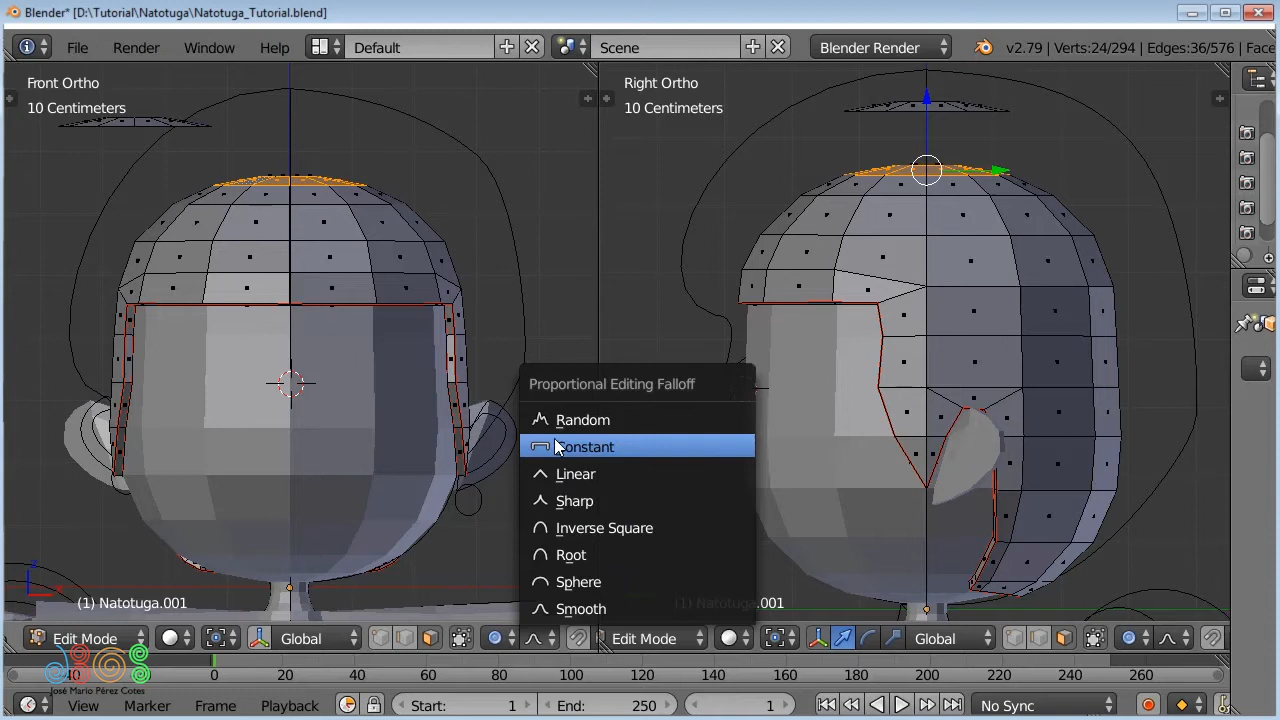 Blender* [D:\Tutorial\Natotuga\Natotuga_Tutorial.blend]
File Render Window Help Default Scene Blender Render v2.79 | Verts:24/294 | Edges:36/576 | Face
Front Ortho
10 Centimeters
Right Ortho
10 Centimeters
Proportional Editing Falloff
Random
Constant
Linear
Sharp
Inverse Square
Root
Sphere
Smooth
(1) Natotuga.001
(1) Natotuga.001
Edit Mode Global Edit Mode Global
0 20 40 60 80 100 120 140 160 180 200 220 240 260
José Mario Pérez Cotes
View Marker Frame Playback Start: 1 End: 250 1 No Sync